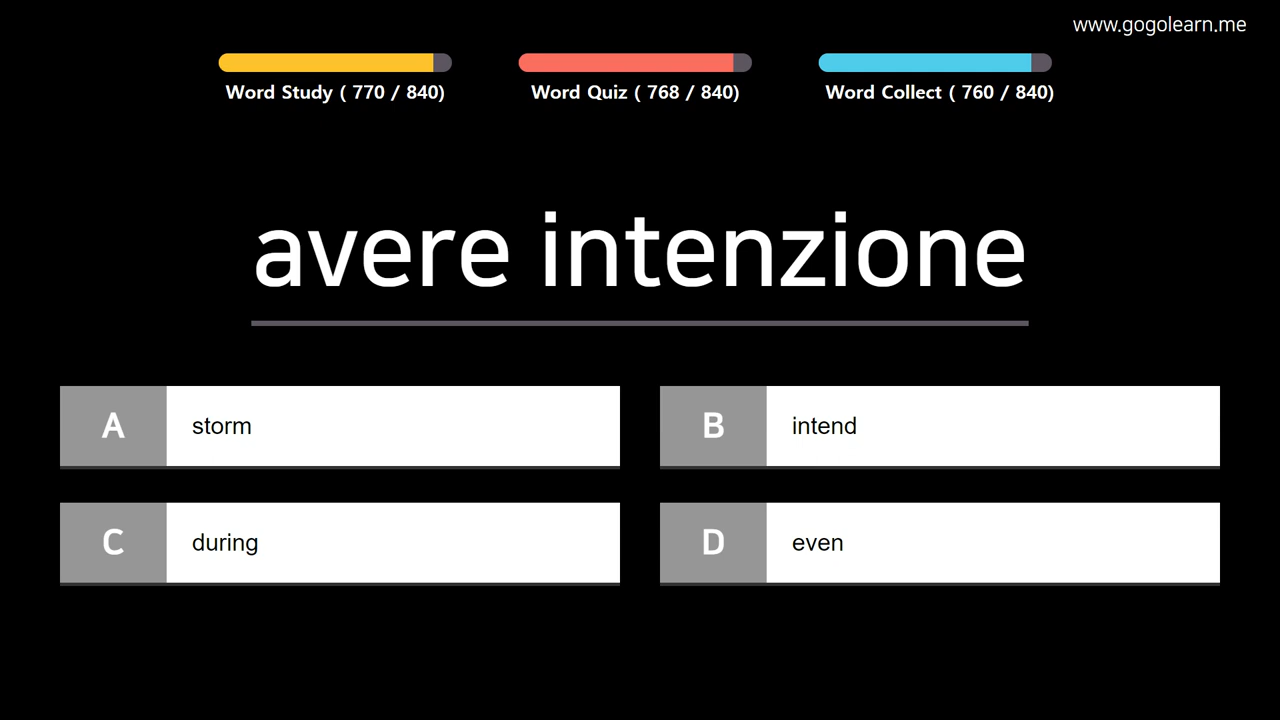 www.gogolearn.me
Word Study ( 770 / 840)
Word Quiz ( 768 / 840)
Word Collect ( 760 / 840)
avere intenzione
A storm
B intend
C during
D even